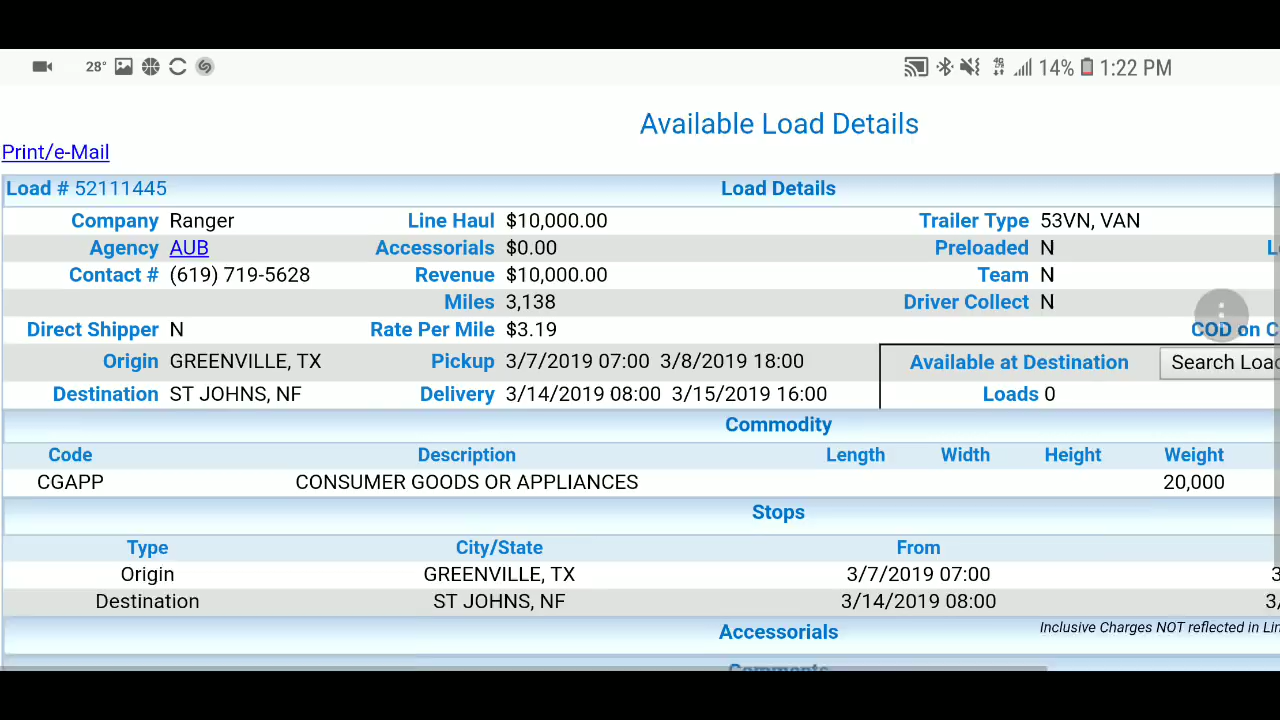 28° 14% 1:22 PM
Available Load Details
Print/e-Mail
Load # 52111445 Load Details
Company Ranger Line Haul $10,000.00 Trailer Type 53VN, VAN
Agency AUB Accessorials $0.00 Preloaded N
Contact # (619) 719-5628 Revenue $10,000.00 Team N
Miles 3,138 Driver Collect N
Direct Shipper N Rate Per Mile $3.19 COD on
Origin GREENVILLE, TX Pickup 3/7/2019 07:00 3/8/2019 18:00 Available at Destination Search
Destination ST JOHNS, NF Delivery 3/14/2019 08:00 3/15/2019 16:00 Loads 0
Commodity
Code Description Length Width Height Weight
CGAPP CONSUMER GOODS OR APPLIANCES 20,000
Stops
Type City/State From
Origin GREENVILLE, TX 3/7/2019 07:00
Destination ST JOHNS, NF 3/14/2019 08:00
Accessorials Inclusive Charges NOT reflected in
Comments